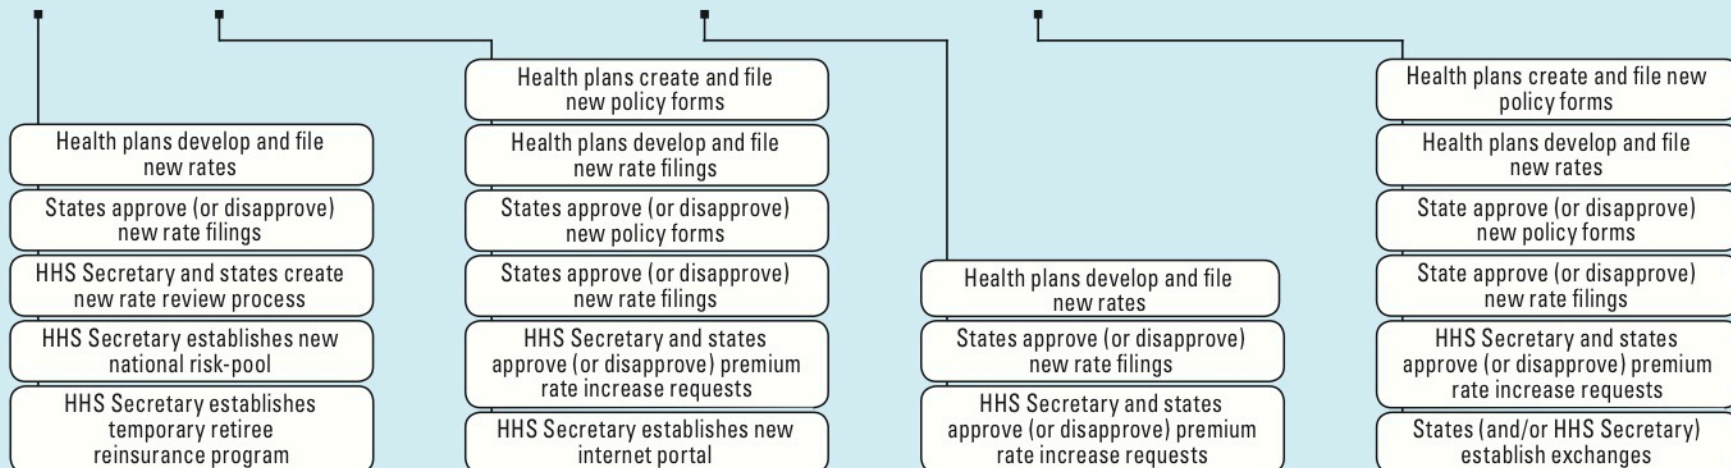 Health plans develop and file
new rates
States approve (or disapprove)
new rate filings
HHS Secretary and states create
new rate review process
HHS Secretary establishes new
national risk-pool
HHS Secretary establishes
temporary retiree
reinsurance program
Health plans create and file
new policy forms
Health plans develop and file
new rate filings
States approve (or disapprove)
new policy forms
States approve (or disapprove)
new rate filings
HHS Secretary and states
approve (or disapprove) premium
rate increase requests
HHS Secretary establishes new
internet portal
Health plans develop and file
new rates
States approve (or disapprove)
new rate filings
HHS Secretary and states
approve (or disapprove) premium
rate increase requests
Health plans create and file new
policy forms
Health plans develop and file
new rates
State approve (or disapprove)
new policy forms
State approve (or disapprove)
new rate filings
HHS Secretary and states
approve (or disapprove) premium
rate increase requests
States (and/or HHS Secretary)
establish exchanges